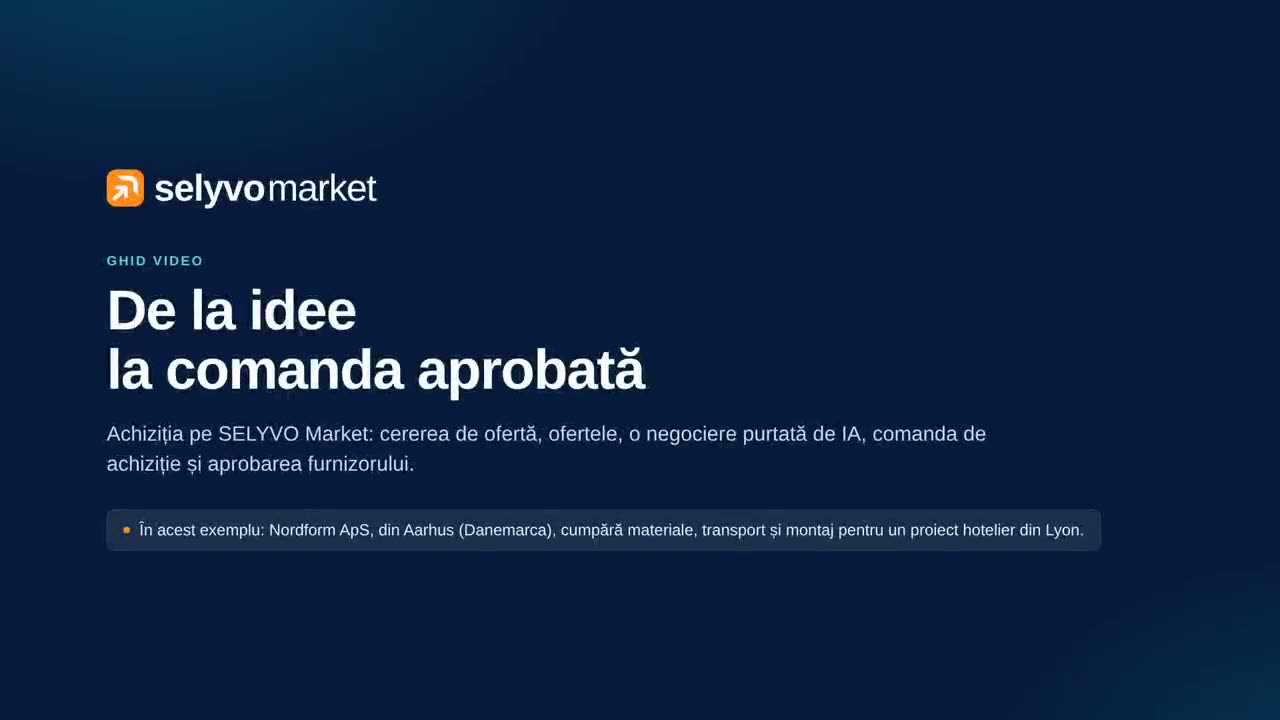 selyvo market
GHID VIDEO
De la idee
la comanda aprobată
Achiziția pe SELYVO Market: cererea de ofertă, ofertele, o negociere purtată de IA, comanda de
achiziție și aprobarea furnizorului.
În acest exemplu: Nordform ApS, din Aarhus (Danemarca), cumpără materiale, transport și montaj pentru un proiect hotelier din Lyon.